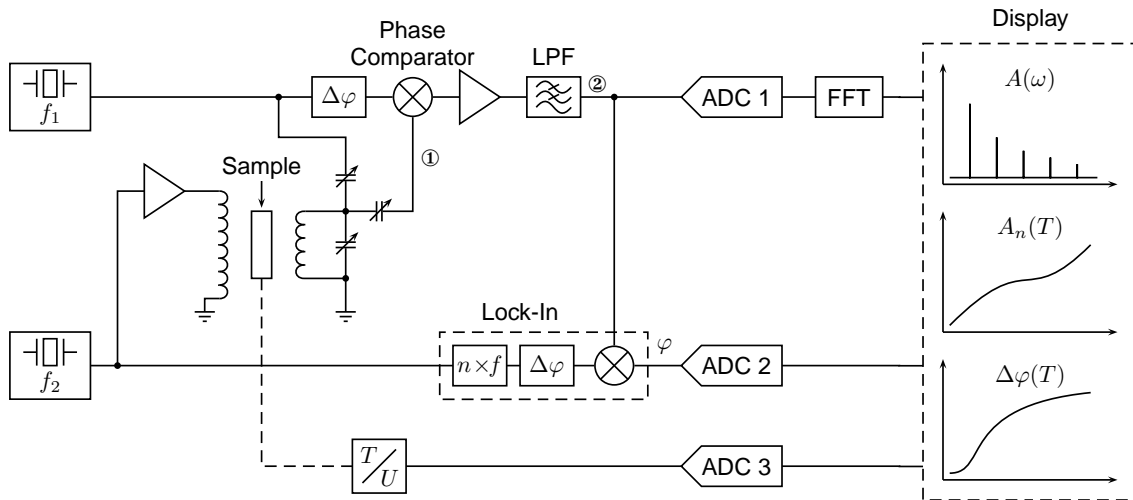 Display
Phase
Comparator
LPF
f₁
Δφ
②
ADC 1
FFT
A(ω)
①
Sample
Aₙ(T)
Lock-In
f₂
n×f
Δφ
φ
ADC 2
Δφ(T)
T/U
ADC 3